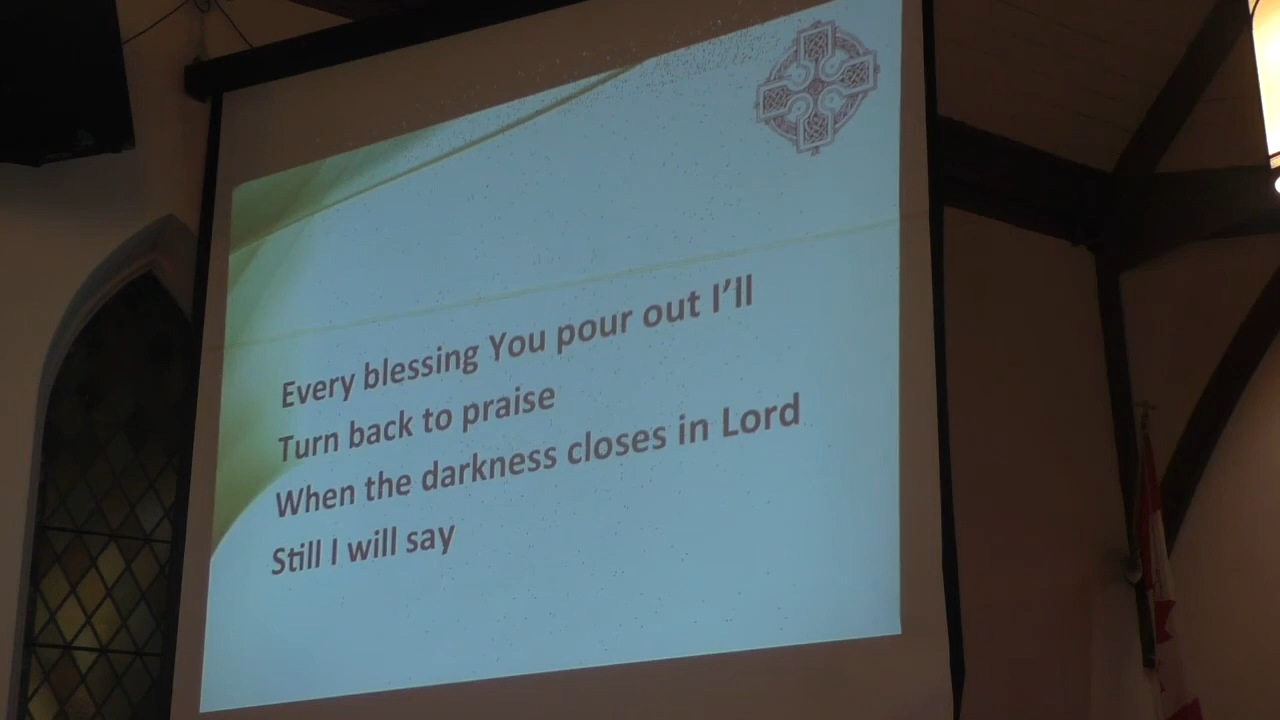 Every blessing You pour out I’ll
Turn back to praise
When the darkness closes in Lord
Still I will say